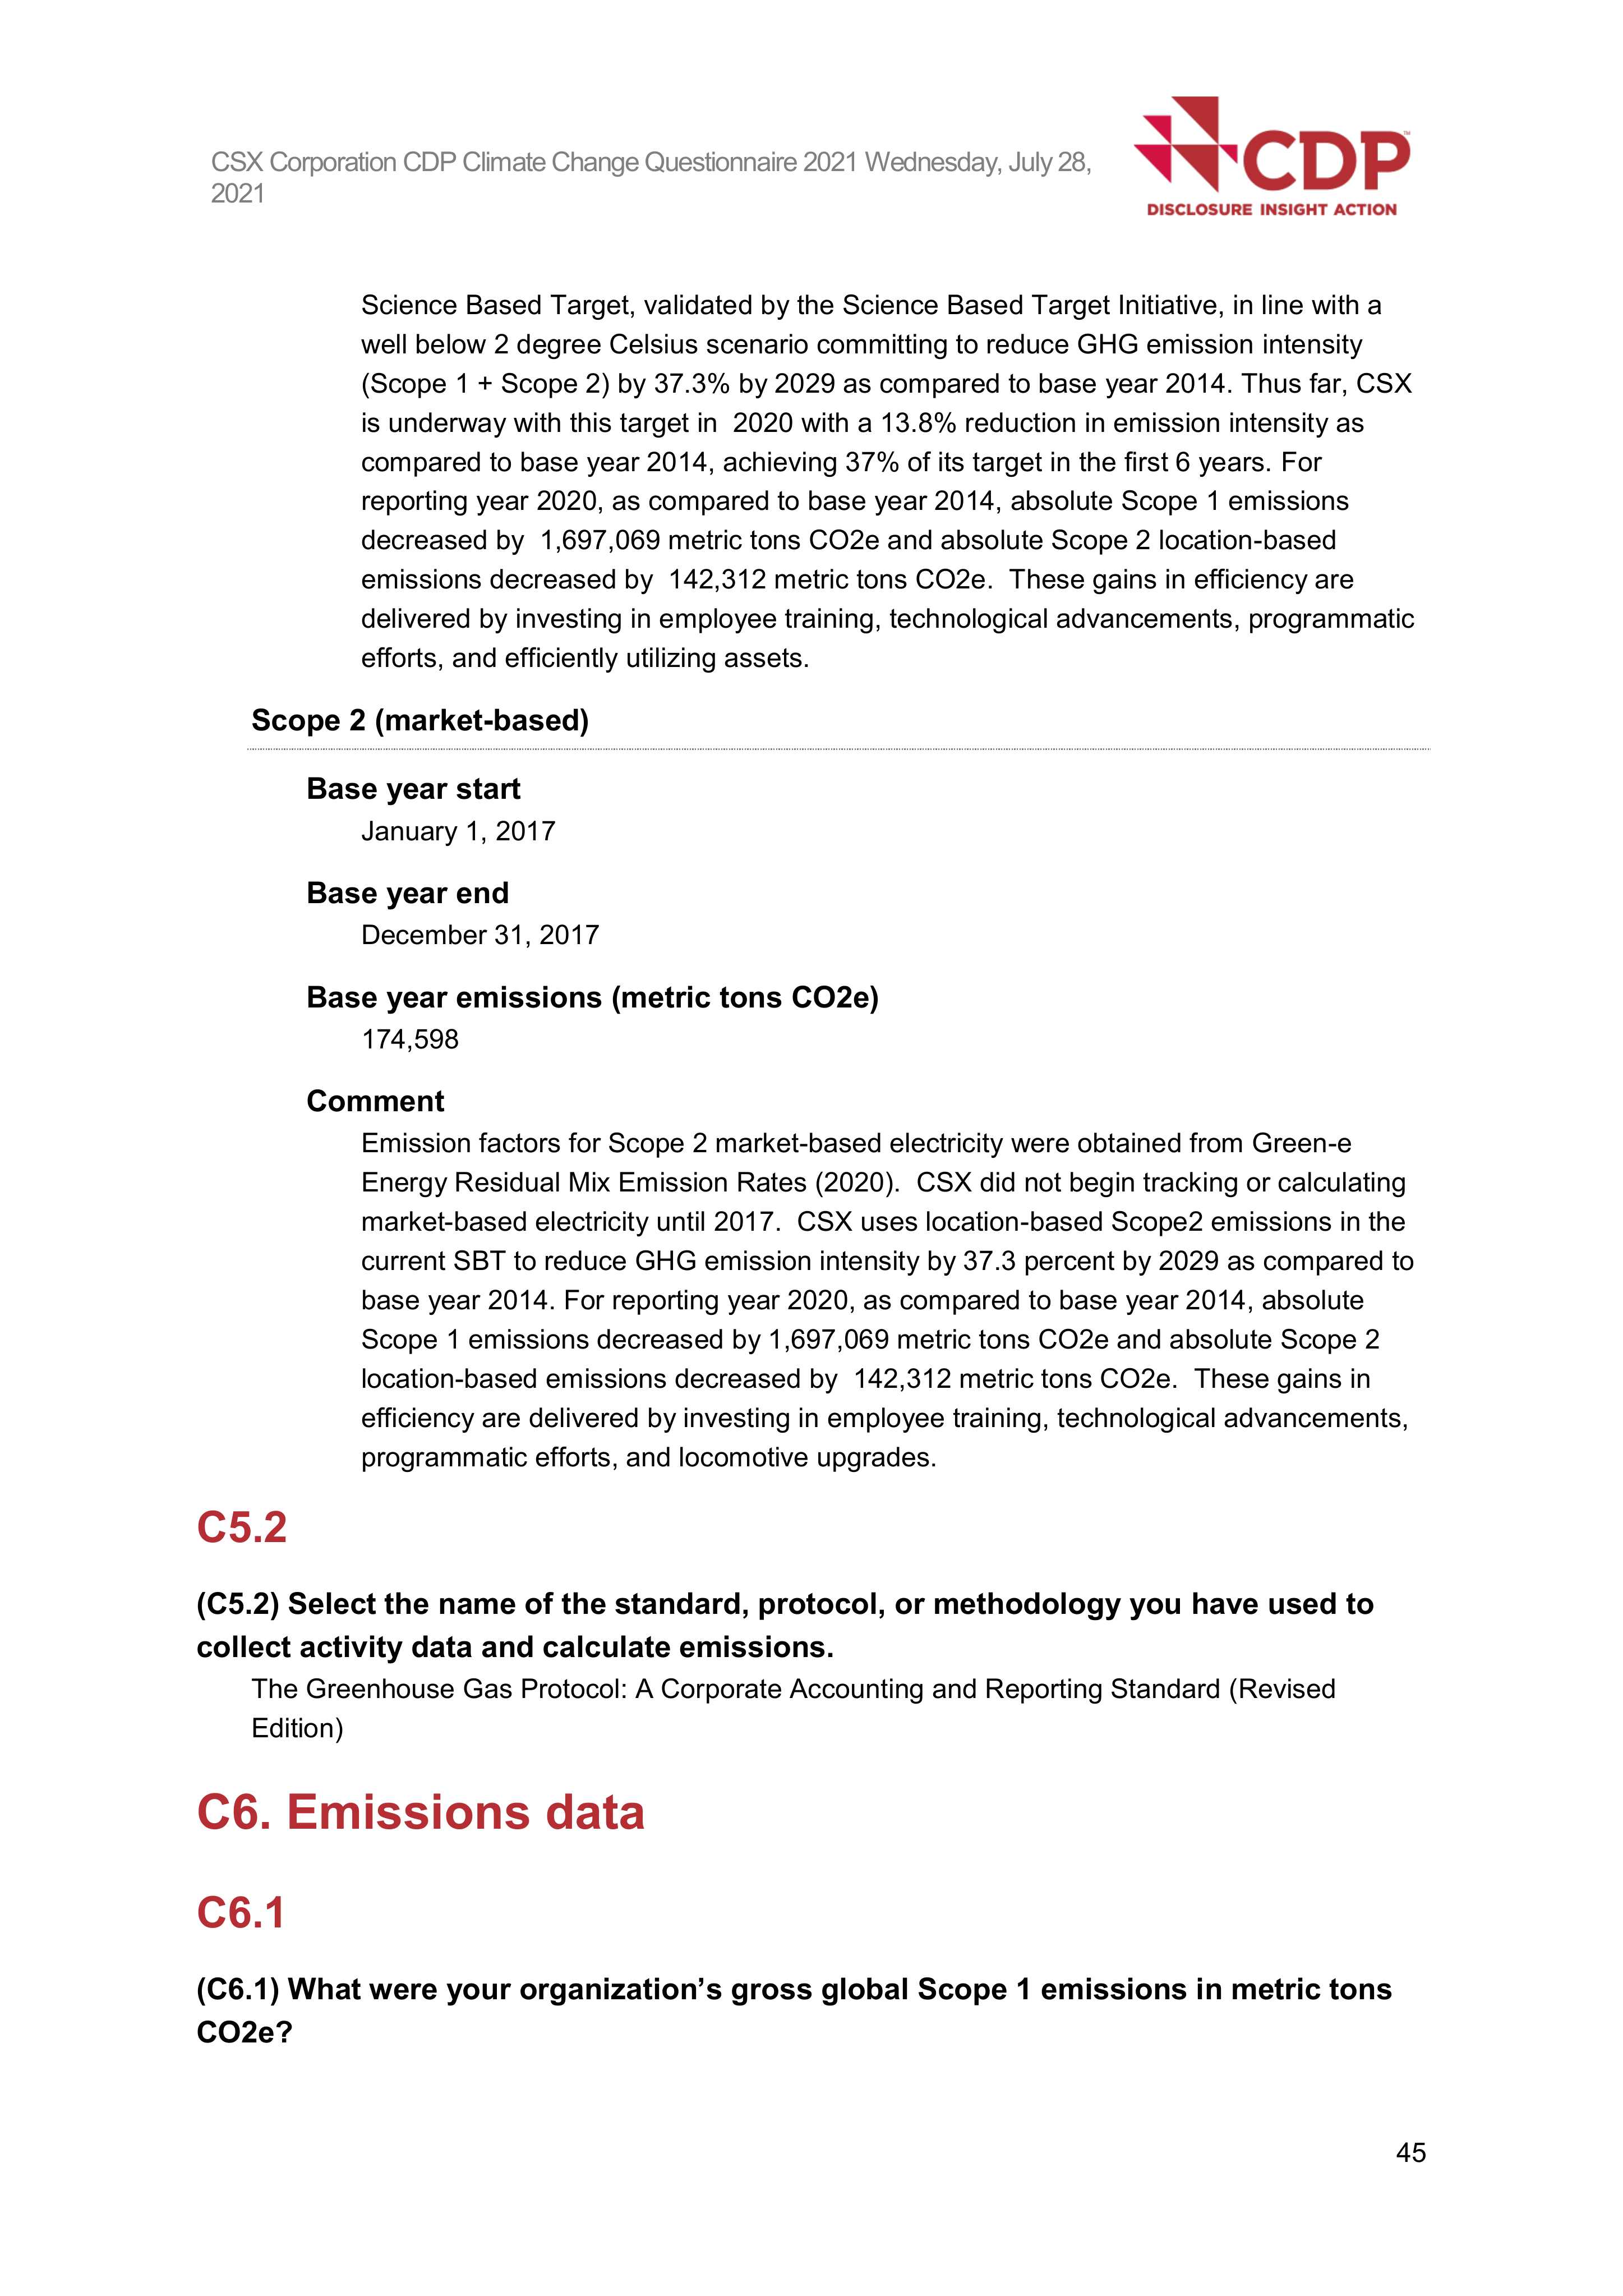 CSX Corporation CDP Climate Change Questionnaire 2021 Wednesday, July 28,
2021
CDP™
DISCLOSURE INSIGHT ACTION
Science Based Target, validated by the Science Based Target Initiative, in line with a
well below 2 degree Celsius scenario committing to reduce GHG emission intensity
(Scope 1 + Scope 2) by 37.3% by 2029 as compared to base year 2014. Thus far, CSX
is underway with this target in  2020 with a 13.8% reduction in emission intensity as
compared to base year 2014, achieving 37% of its target in the first 6 years. For
reporting year 2020, as compared to base year 2014, absolute Scope 1 emissions
decreased by  1,697,069 metric tons CO2e and absolute Scope 2 location-based
emissions decreased by  142,312 metric tons CO2e.  These gains in efficiency are
delivered by investing in employee training, technological advancements, programmatic
efforts, and efficiently utilizing assets.
Scope 2 (market-based)
Base year start
January 1, 2017
Base year end
December 31, 2017
Base year emissions (metric tons CO2e)
174,598
Comment
Emission factors for Scope 2 market-based electricity were obtained from Green-e
Energy Residual Mix Emission Rates (2020).  CSX did not begin tracking or calculating
market-based electricity until 2017.  CSX uses location-based Scope2 emissions in the
current SBT to reduce GHG emission intensity by 37.3 percent by 2029 as compared to
base year 2014. For reporting year 2020, as compared to base year 2014, absolute
Scope 1 emissions decreased by 1,697,069 metric tons CO2e and absolute Scope 2
location-based emissions decreased by  142,312 metric tons CO2e.  These gains in
efficiency are delivered by investing in employee training, technological advancements,
programmatic efforts, and locomotive upgrades.
C5.2
(C5.2) Select the name of the standard, protocol, or methodology you have used to
collect activity data and calculate emissions.
The Greenhouse Gas Protocol: A Corporate Accounting and Reporting Standard (Revised
Edition)
C6. Emissions data
C6.1
(C6.1) What were your organization’s gross global Scope 1 emissions in metric tons
CO2e?
45